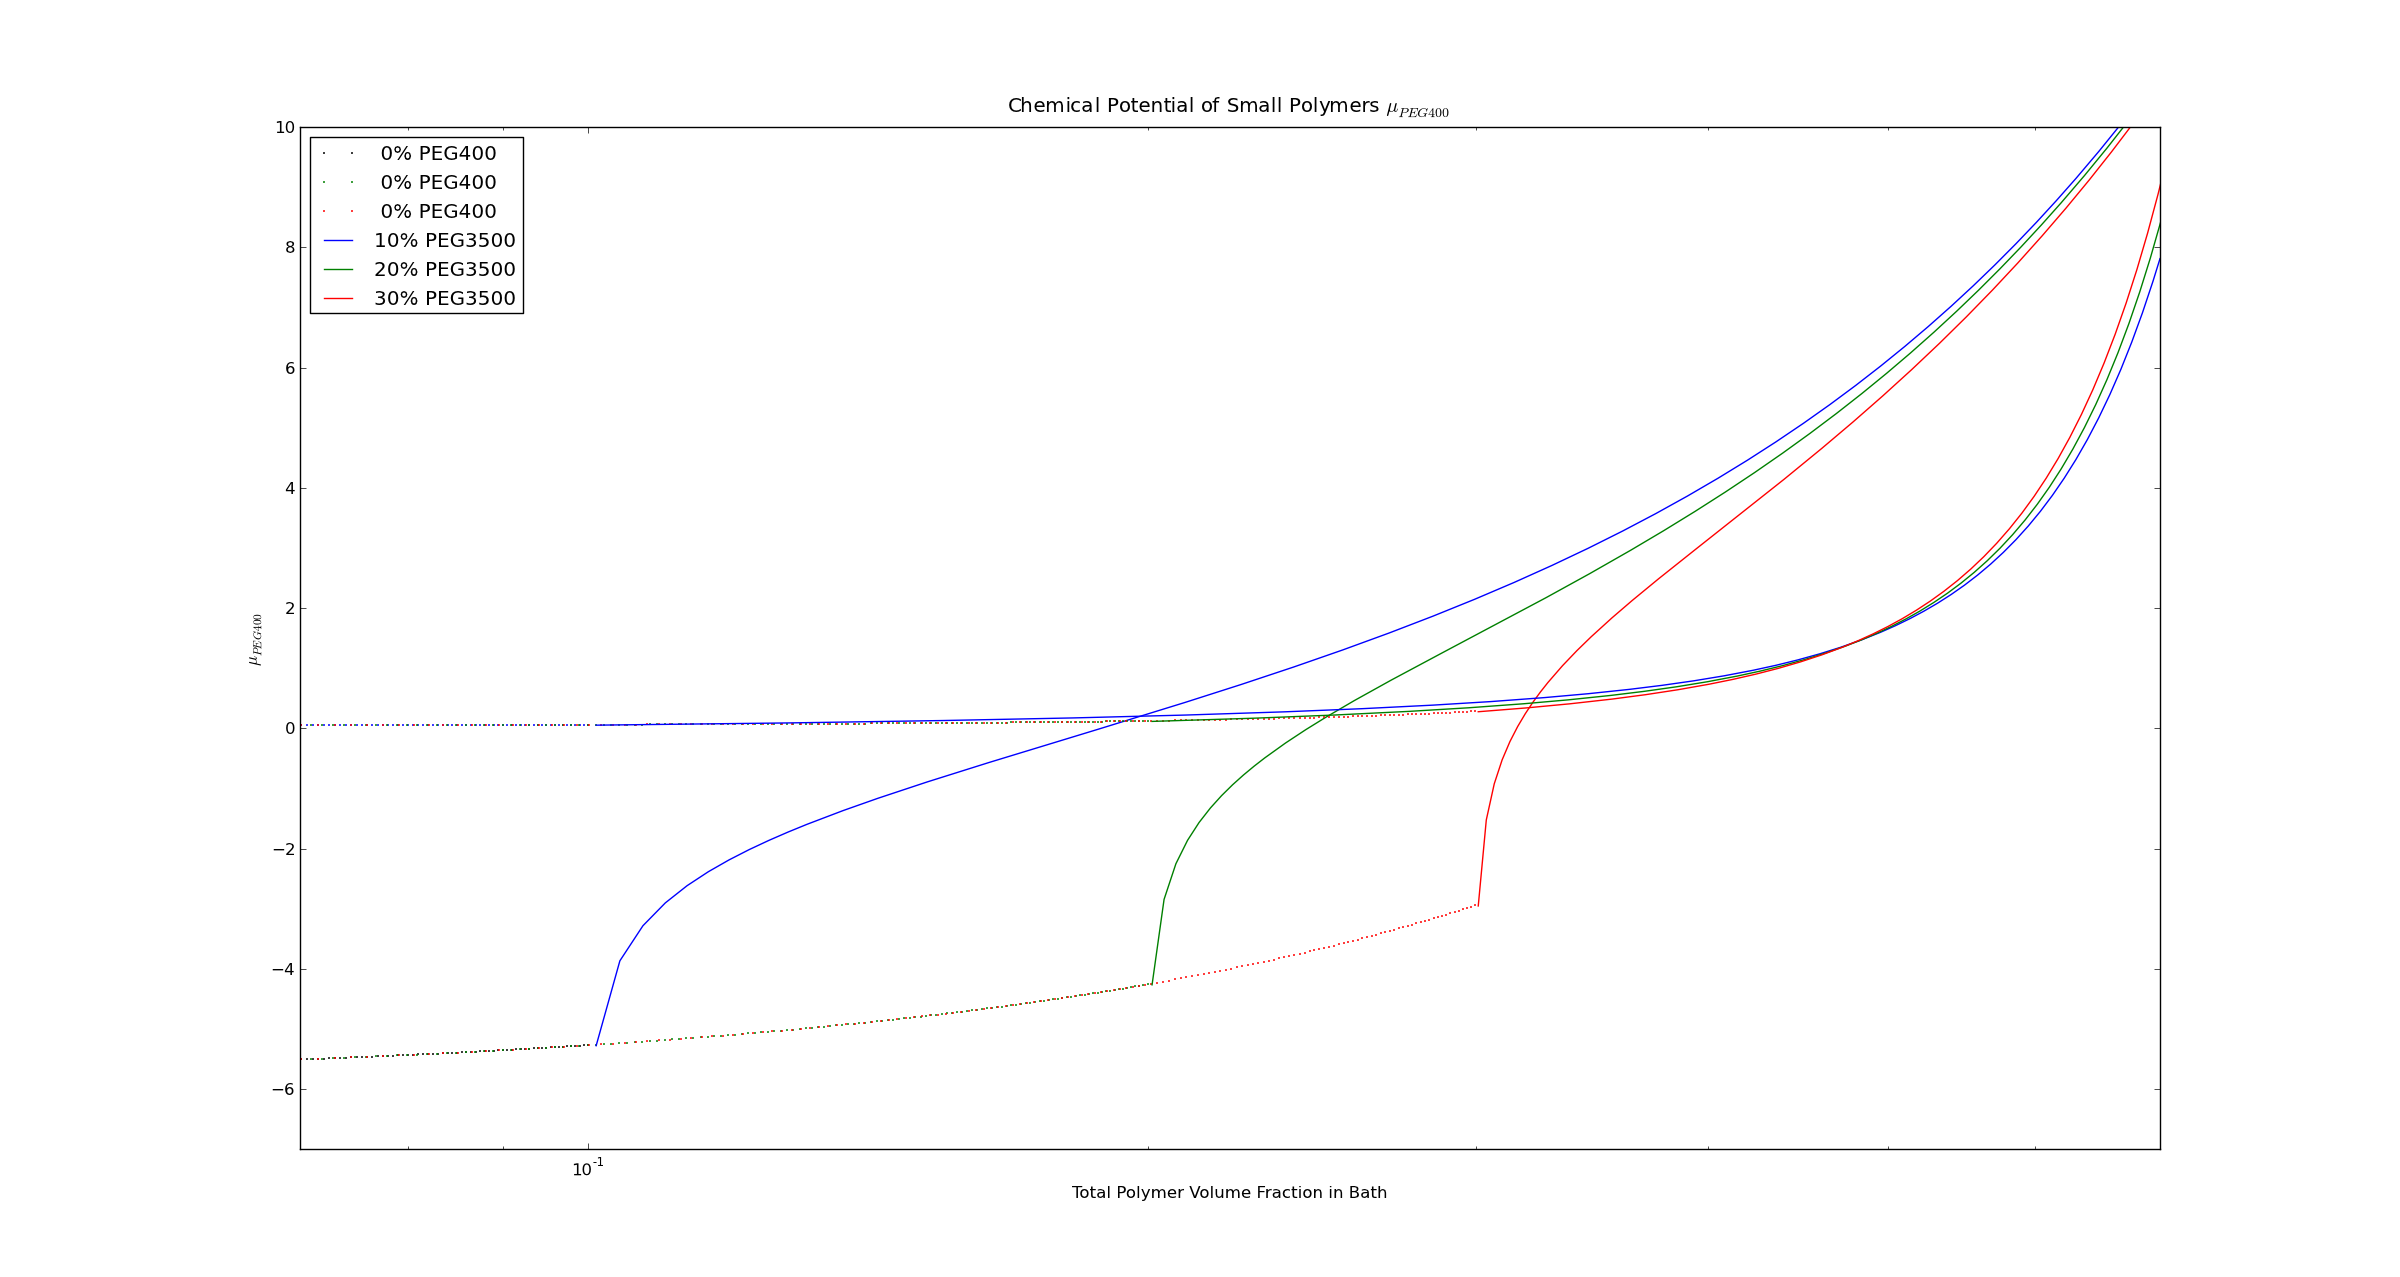 Chemical Potential of Small Polymers μ_PEG400
10
8
6
4
2
0
−2
−4
−6
0% PEG400
0% PEG400
0% PEG400
10% PEG3500
20% PEG3500
30% PEG3500
μ_PEG400
10^-1
Total Polymer Volume Fraction in Bath